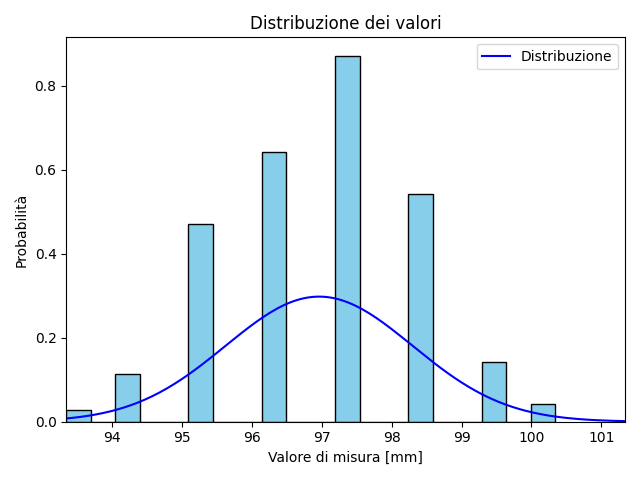 Distribuzione dei valori
Distribuzione
Probabilità
0.8
0.6
0.4
0.2
0.0
94 95 96 97 98 99 100 101
Valore di misura [mm]